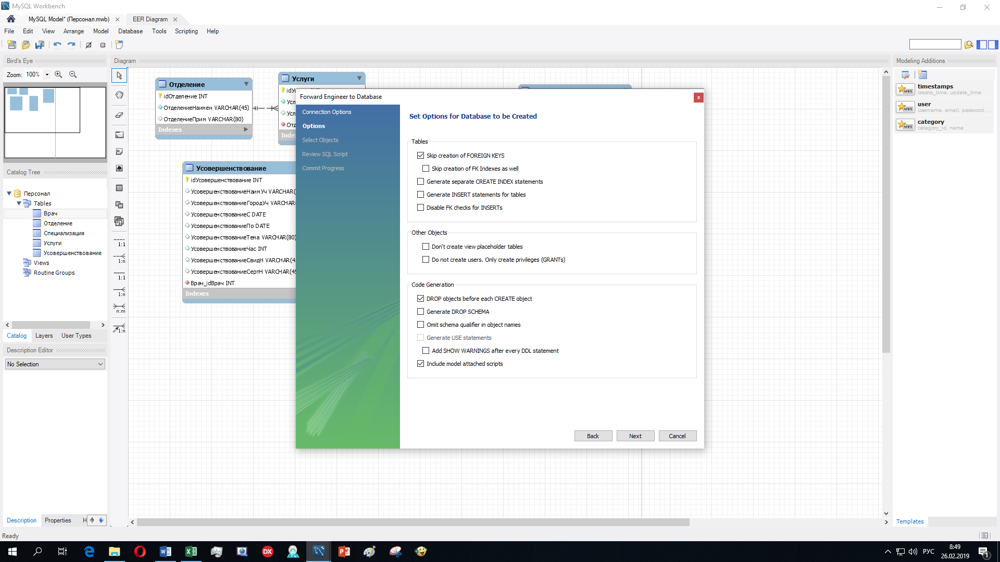 MySQL Workbench
MySQL Model* (Персонал.mwb)
EER Diagram
File Edit View Arrange Model Database Tools Scripting Help
Bird's Eye
Zoom: 100%
Catalog Tree
Персонал
Tables
Врач
Отделение
Специализация
Услуги
Усовершенствование
Views
Routine Groups
Catalog Layers User Types
Description Editor
No Selection
Description Properties H
Ready
Diagram
1:1
1:n
1:1
1:n
n:m
1:n
Отделение
idОтделение INT
ОтделениеНаимен VARCHAR(45)
ОтделениеПрим VARCHAR(80)
Indexes
Услуги
Усовершенствование
idУсовершенствование INT
УсовершенствованиеНаимУч VARCHAR(
УсовершенствованиеГородУч VARCHAR
УсовершенствованиеС DATE
УсовершенствованиеПо DATE
УсовершенствованиеТема VARCHAR(80)
УсовершенствованиеЧас INT
УсовершенствованиеСвидН VARCHAR(4
УсовершенствованиеСертН VARCHAR(45
Врач_idВрач INT
Indexes
Forward Engineer to Database
x
Connection Options
Options
Select Objects
Review SQL Script
Commit Progress
Set Options for Database to be Created
Tables
Skip creation of FOREIGN KEYS
Skip creation of FK Indexes as well
Generate separate CREATE INDEX statements
Generate INSERT statements for tables
Disable FK checks for INSERTs
Other Objects
Don't create view placeholder tables
Do not create users. Only create privileges (GRANTs)
Code Generation
DROP objects before each CREATE object
Generate DROP SCHEMA
Omit schema qualifier in object names
Generate USE statements
Add SHOW WARNINGS after every DDL statement
Include model attached scripts
Back Next Cancel
Modeling Additions
timestamps
create_time, update_time
user
username, email, password, ...
category
category_id, name
Templates
РУС
8:49
26.02.2019
1